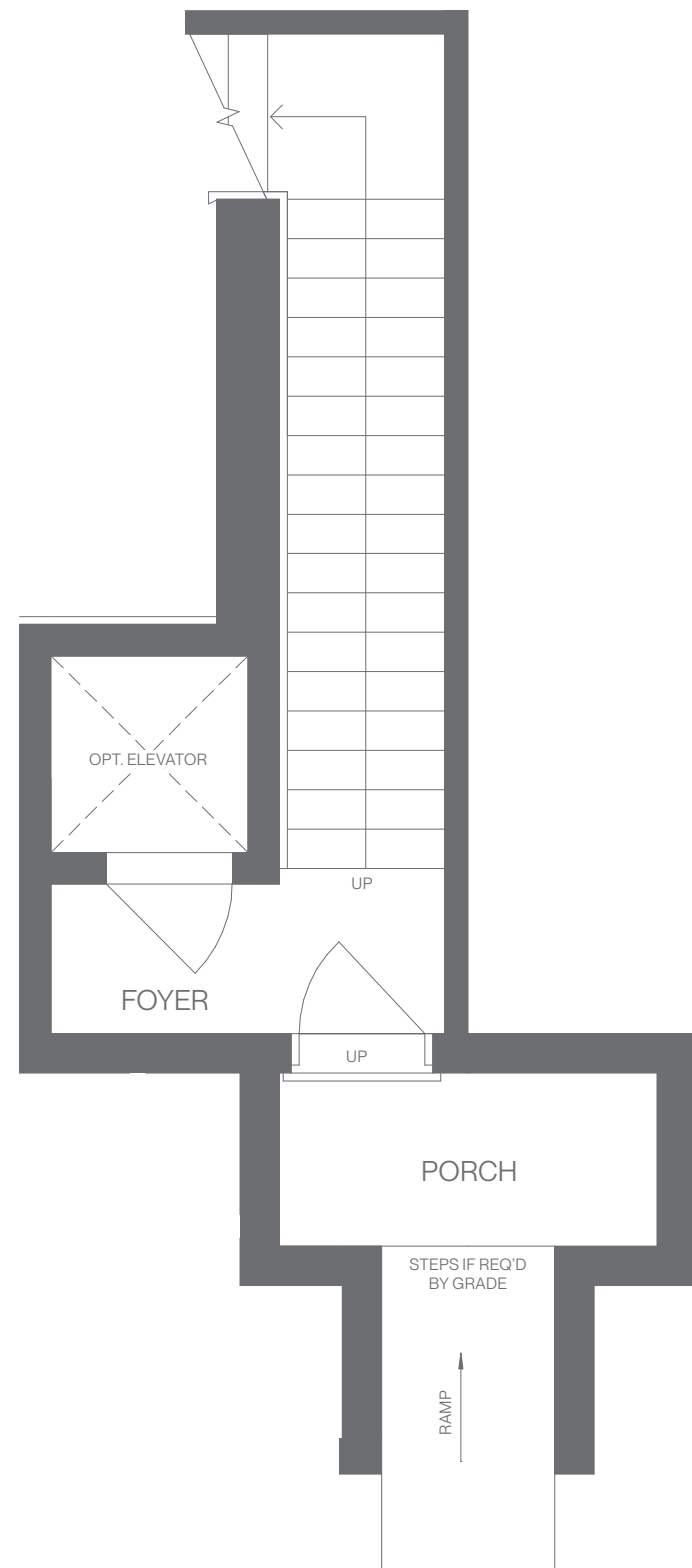 OPT. ELEVATOR
UP
FOYER
UP
PORCH
STEPS IF REQ'D
BY GRADE
RAMP